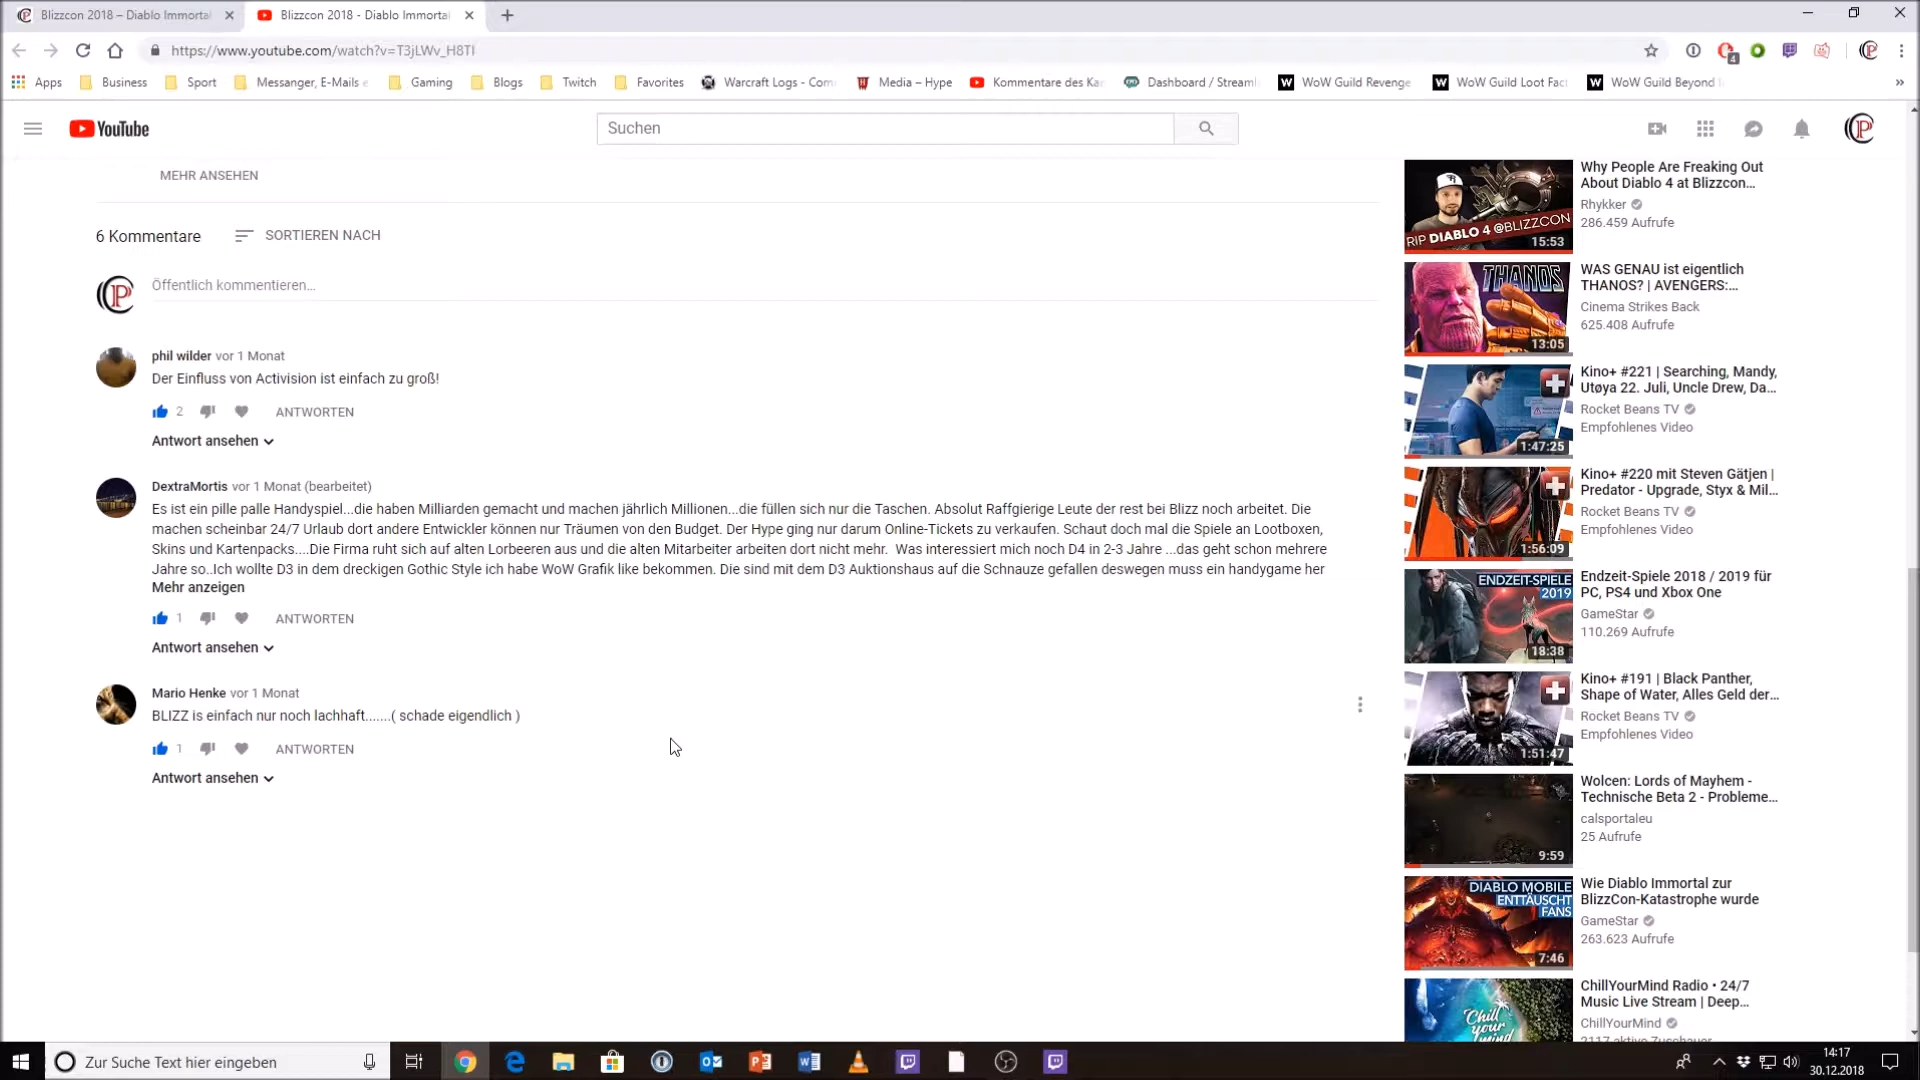 Blizzcon 2018 – Diablo Immortal
Blizzcon 2018 - Diablo Immortal
https://www.youtube.com/watch?v=T3jLWv_H8TI
4
Apps
Business
Sport
Messanger, E-Mails e
Gaming
Blogs
Twitch
Favorites
Warcraft Logs - Com
Media – Hype
Kommentare des Ka
Dashboard / Streaml
WoW Guild Revenge
WoW Guild Loot Fact
WoW Guild Beyond
YouTube
Suchen
MEHR ANSEHEN
6 Kommentare
SORTIEREN NACH
Öffentlich kommentieren...
phil wilder vor 1 Monat
Der Einfluss von Activision ist einfach zu groß!
2
ANTWORTEN
Antwort ansehen
DextraMortis vor 1 Monat (bearbeitet)
Es ist ein pille palle Handyspiel...die haben Milliarden gemacht und machen jährlich Millionen...die füllen sich nur die Taschen. Absolut Raffgierige Leute der rest bei Blizz noch arbeitet. Die
machen scheinbar 24/7 Urlaub dort andere Entwickler können nur Träumen von den Budget. Der Hype ging nur darum Online-Tickets zu verkaufen. Schaut doch mal die Spiele an Lootboxen,
Skins und Kartenpacks....Die Firma ruht sich auf alten Lorbeeren aus und die alten Mitarbeiter arbeiten dort nicht mehr.  Was interessiert mich noch D4 in 2-3 Jahre ...das geht schon mehrere
Jahre so..Ich wollte D3 in dem dreckigen Gothic Style ich habe WoW Grafik like bekommen. Die sind mit dem D3 Auktionshaus auf die Schnauze gefallen deswegen muss ein handygame her
Mehr anzeigen
1
ANTWORTEN
Antwort ansehen
Mario Henke vor 1 Monat
BLIZZ is einfach nur noch lachhaft.......( schade eigendlich )
1
ANTWORTEN
Antwort ansehen
RIP DIABLO 4 @BLIZZCON
15:53
Why People Are Freaking Out
About Diablo 4 at Blizzcon...
Rhykker
286.459 Aufrufe
THANOS
13:05
WAS GENAU ist eigentlich
THANOS? | AVENGERS:...
Cinema Strikes Back
625.408 Aufrufe
1:47:25
Kino+ #221 | Searching, Mandy,
Utøya 22. Juli, Uncle Drew, Da...
Rocket Beans TV
Empfohlenes Video
1:56:09
Kino+ #220 mit Steven Gätjen |
Predator - Upgrade, Styx & Mil...
Rocket Beans TV
Empfohlenes Video
ENDZEIT-SPIELE
2019
18:38
Endzeit-Spiele 2018 / 2019 für
PC, PS4 und Xbox One
GameStar
110.269 Aufrufe
1:51:47
Kino+ #191 | Black Panther,
Shape of Water, Alles Geld der...
Rocket Beans TV
Empfohlenes Video
9:59
Wolcen: Lords of Mayhem -
Technische Beta 2 - Probleme...
calsportaleu
25 Aufrufe
DIABLO MOBILE
ENTTÄUSCHT
FANS
7:46
Wie Diablo Immortal zur
BlizzCon-Katastrophe wurde
GameStar
263.623 Aufrufe
Chill
your
mind
ChillYourMind Radio • 24/7
Music Live Stream | Deep...
ChillYourMind
2117 aktive Zuschauer
Zur Suche Text hier eingeben
14:17
30.12.2018